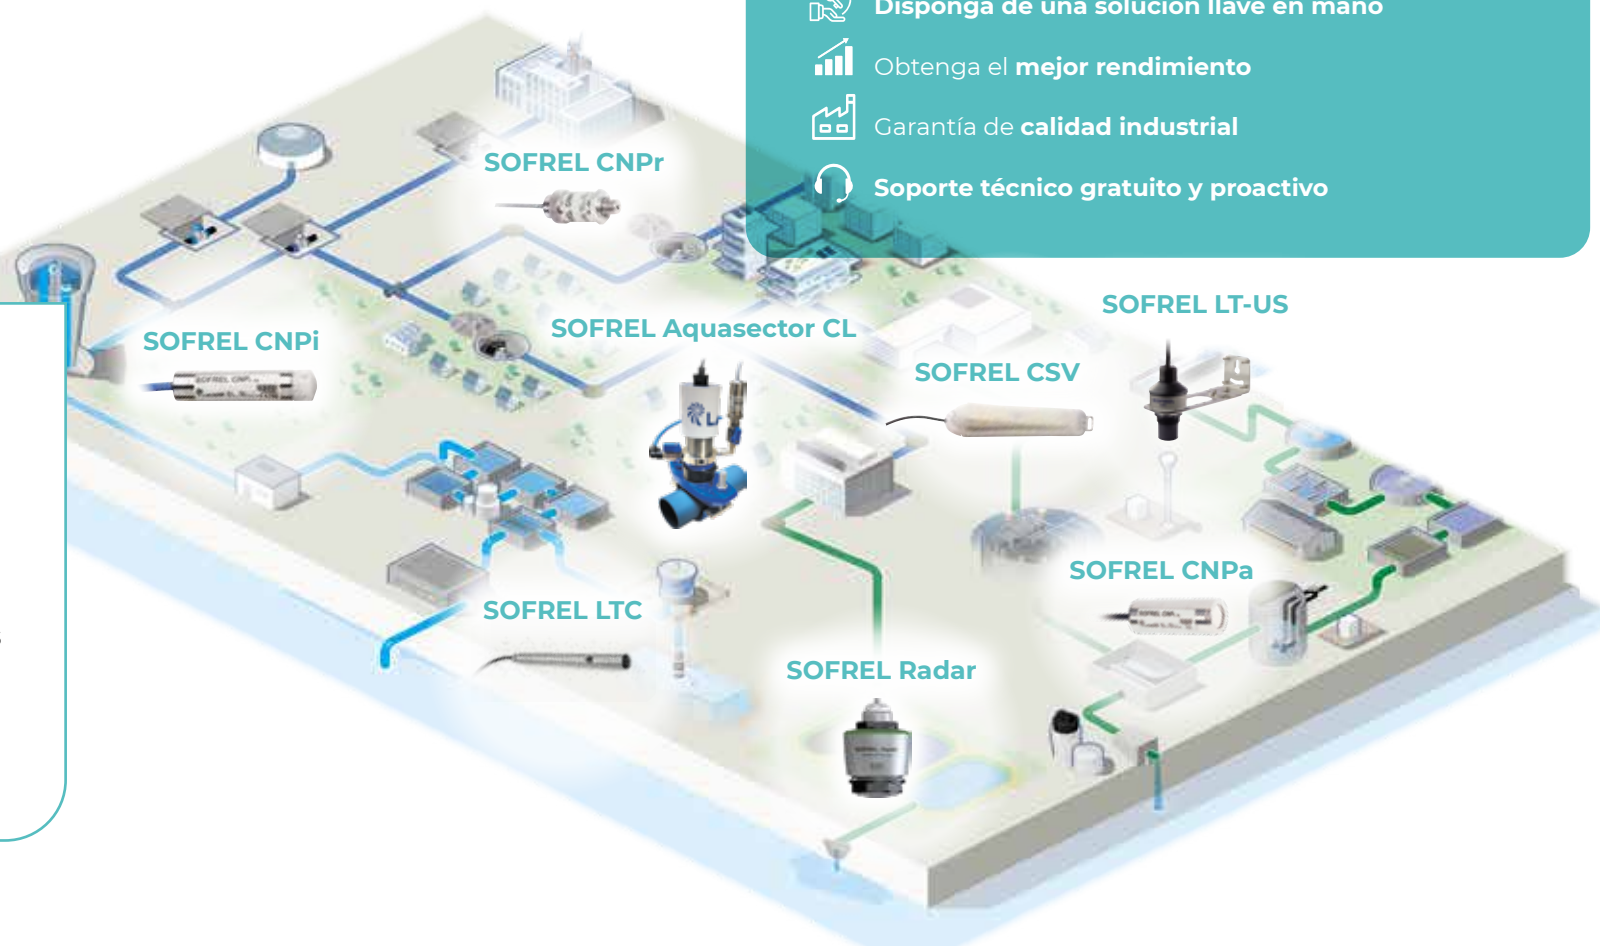 Disponga de una solución llave en mano
Obtenga el mejor rendimiento
Garantía de calidad industrial
Soporte técnico gratuito y proactivo
SOFREL CNPr
SOFREL LT-US
SOFREL Aquasector CL
SOFREL CNPi
SOFREL CSV
SOFREL CNPa
SOFREL LTC
SOFREL Radar